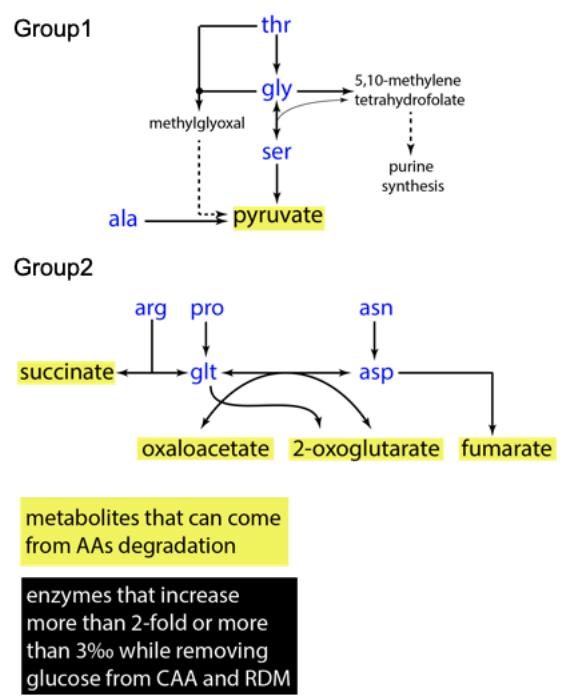 Group1
thr
gly
5,10-methylene
tetrahydrofolate
methylglyoxal
ser
purine
synthesis
ala
pyruvate
Group2
arg
pro
asn
succinate
glt
asp
oxaloacetate
2-oxoglutarate
fumarate
metabolites that can come
from AAs degradation
enzymes that increase
more than 2-fold or more
than 3‰ while removing
glucose from CAA and RDM